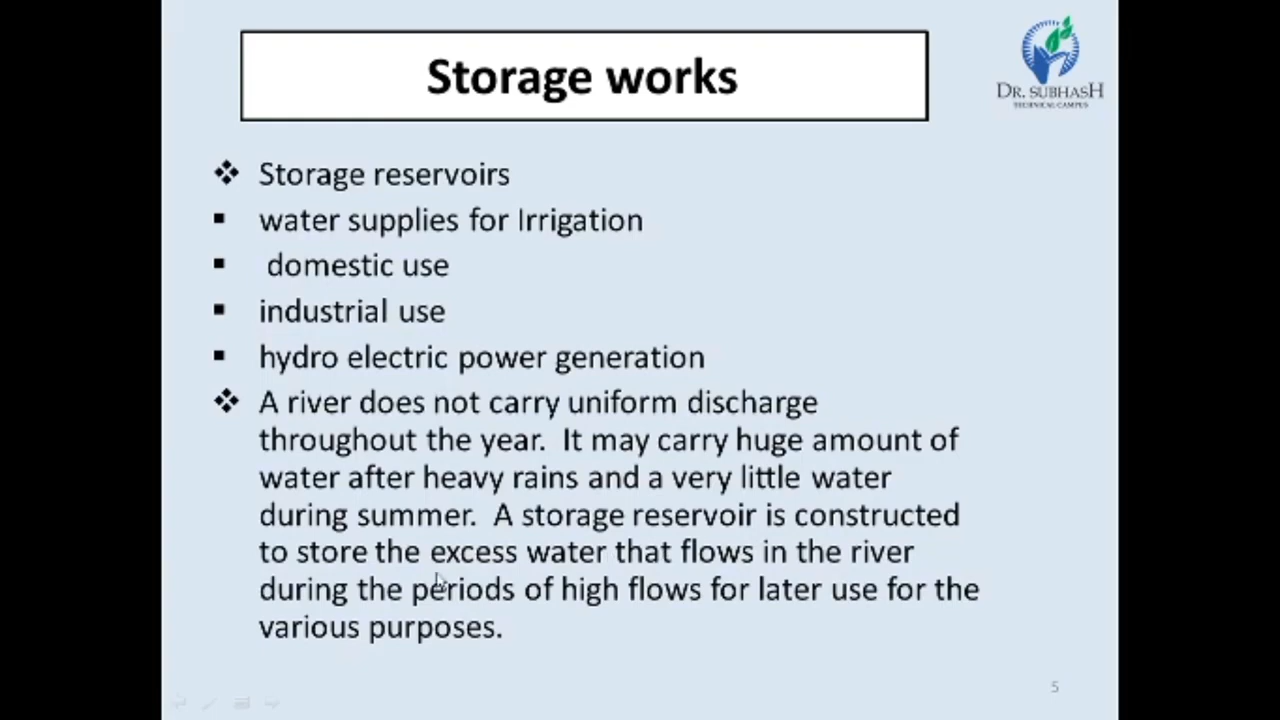 Storage works
DR. SUBHASH
TECHNICAL CAMPUS
❖ Storage reservoirs
▪ water supplies for Irrigation
▪ domestic use
▪ industrial use
▪ hydro electric power generation
❖ A river does not carry uniform discharge
throughout the year. It may carry huge amount of
water after heavy rains and a very little water
during summer. A storage reservoir is constructed
to store the excess water that flows in the river
during the periods of high flows for later use for the
various purposes.
5